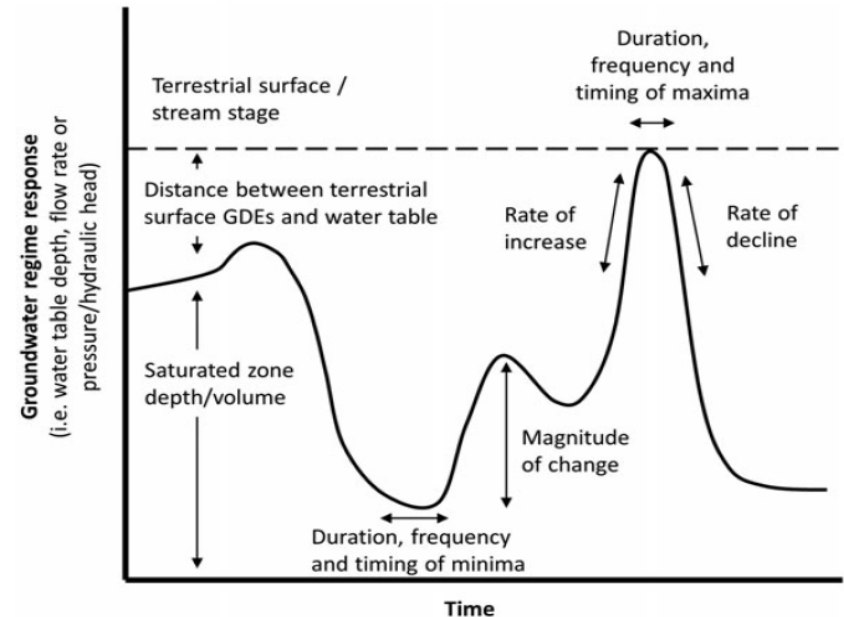 Groundwater regime response
(i.e. water table depth, flow rate or
pressure/hydraulic head)
Terrestrial surface /
stream stage
Distance between terrestrial
surface GDEs and water table
Saturated zone
depth/volume
Duration, frequency
and timing of minima
Magnitude
of change
Rate of
increase
Duration,
frequency and
timing of maxima
Rate of
decline
Time